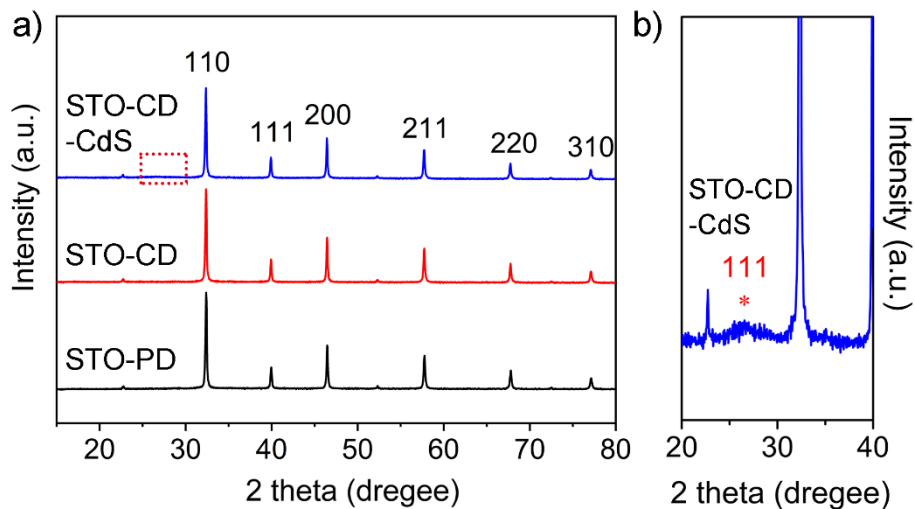 a)
110
111
200
211
220
310
STO-CD
-CdS
STO-CD
STO-PD
Intensity (a.u.)
20 30 40 50 60 70 80
2 theta (dregee)
b)
STO-CD
-CdS
111
*
Intensity (a.u.)
20 30 40
2 theta (dregee)